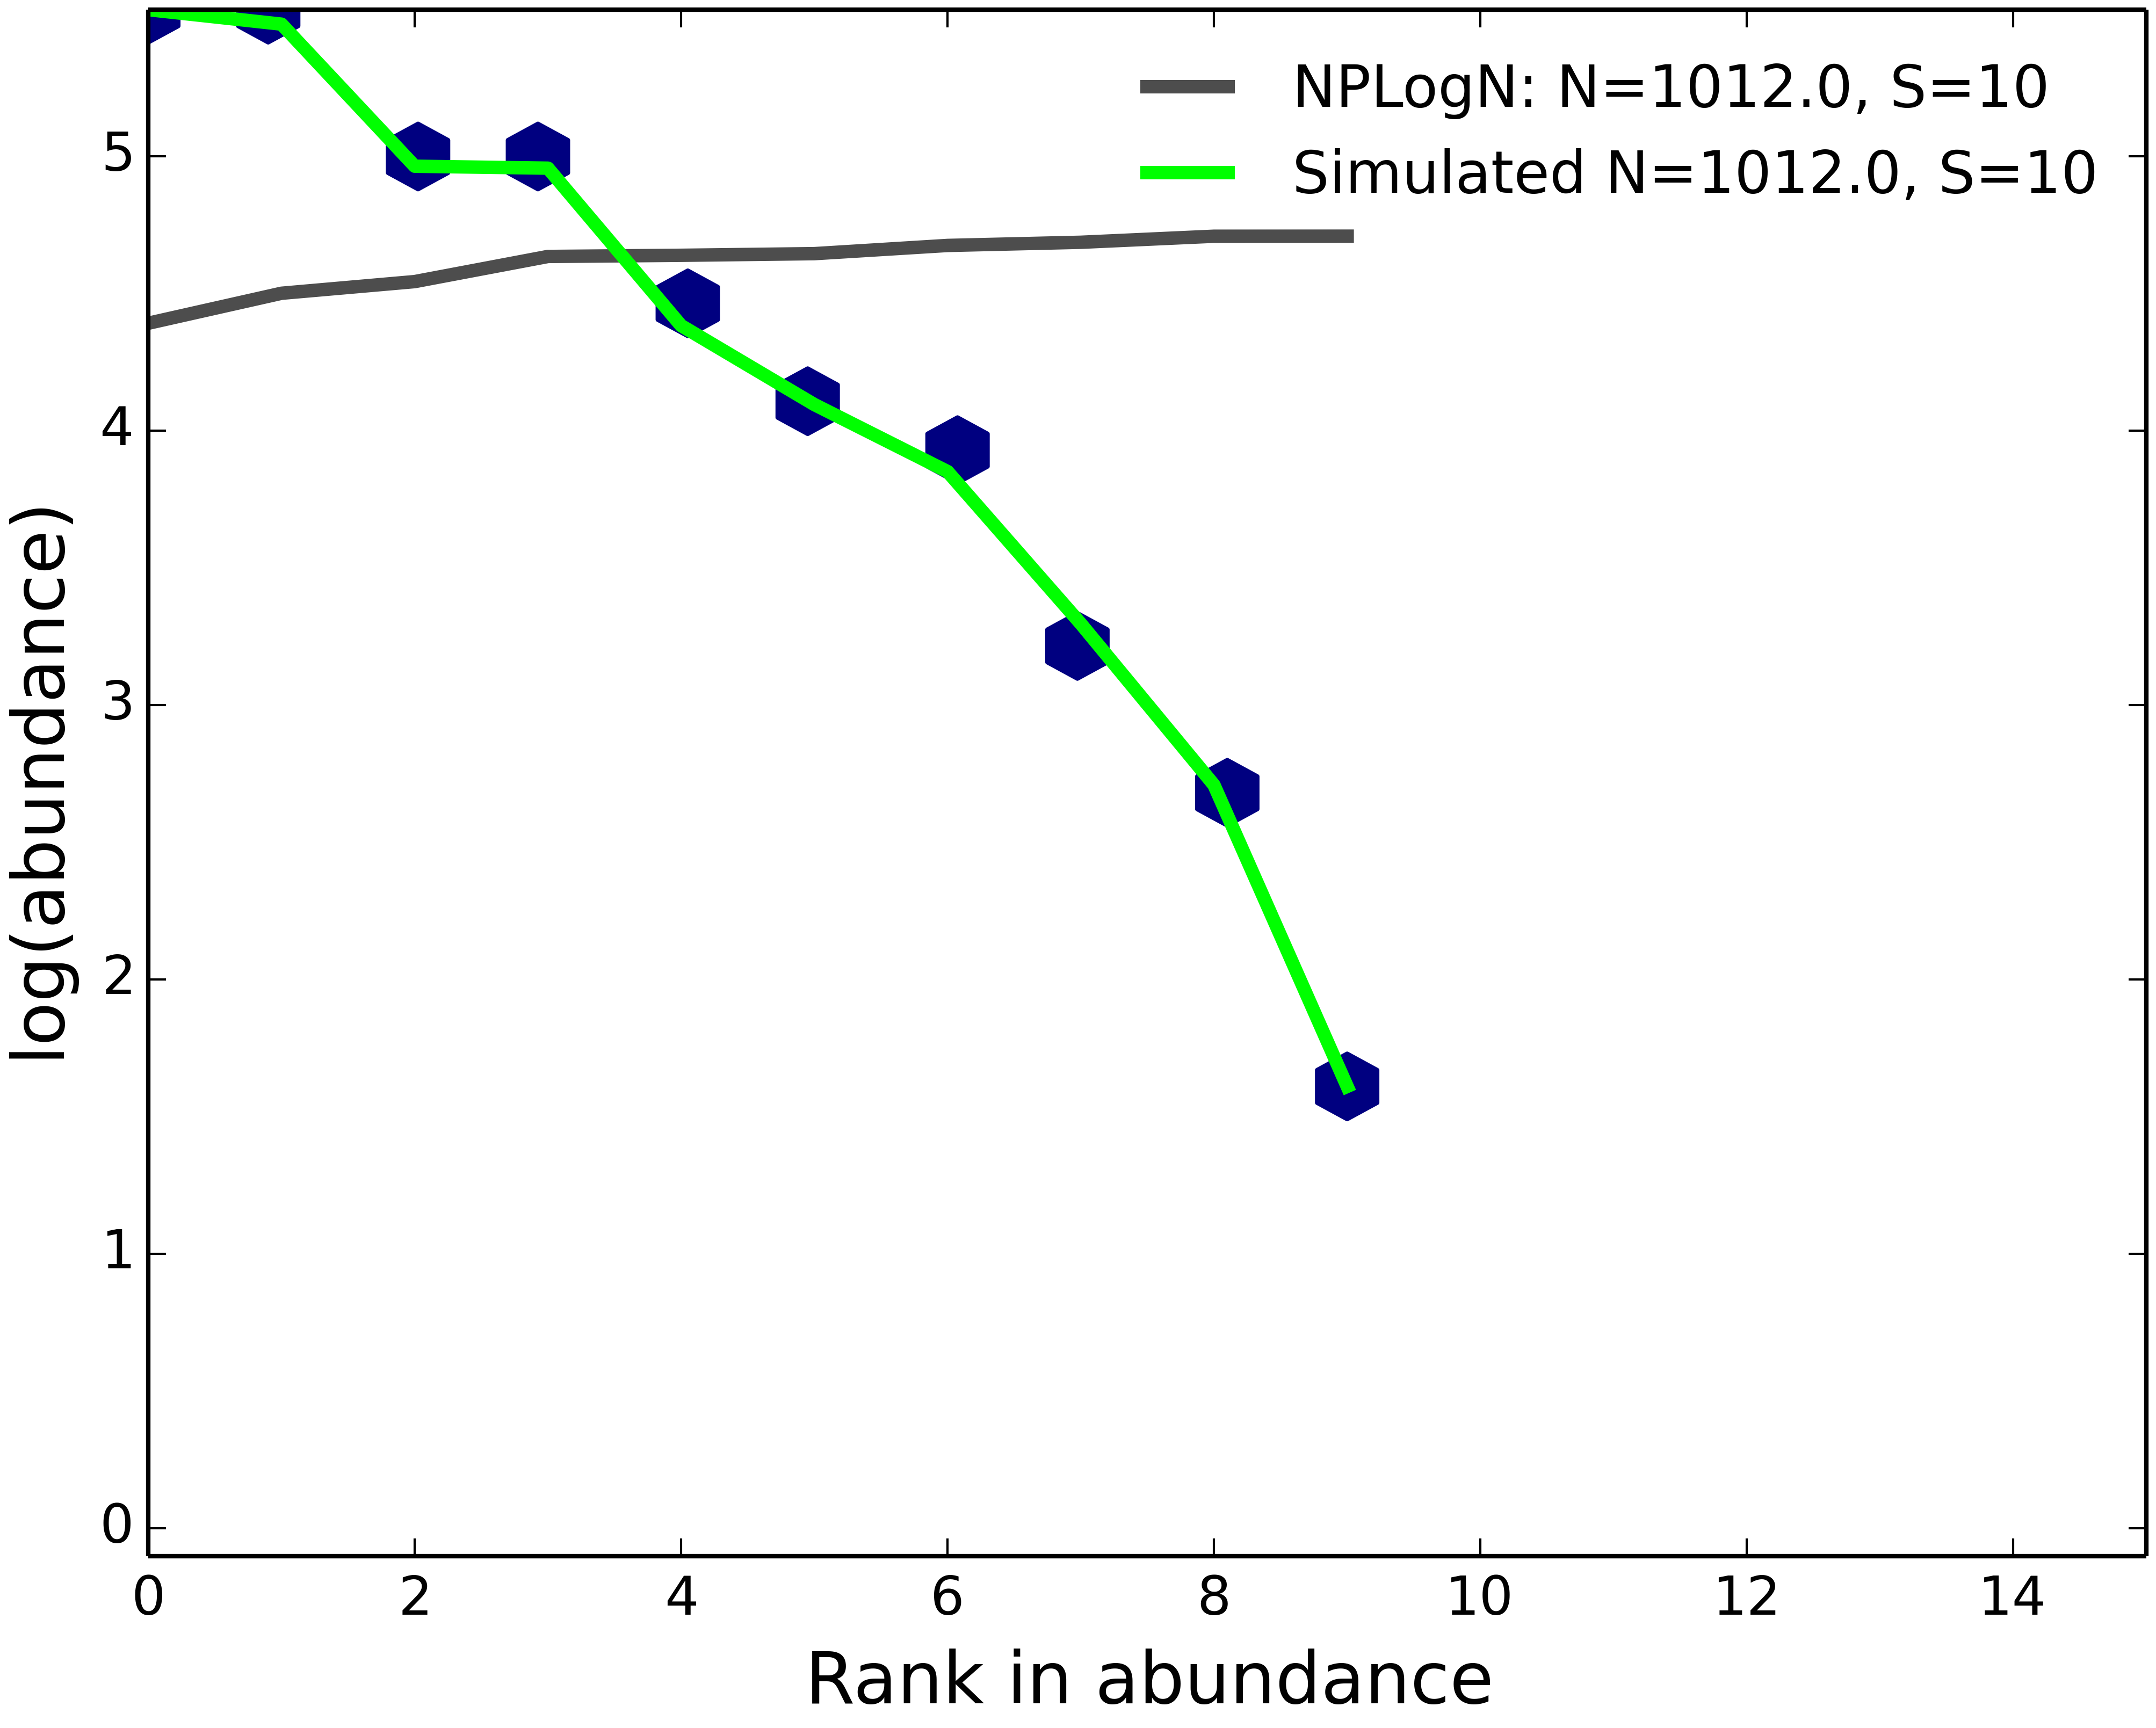 NPLogN: N=1012.0, S=10
Simulated N=1012.0, S=10
5
4
3
2
1
0
log(abundance)
0 2 4 6 8 10 12 14
Rank in abundance